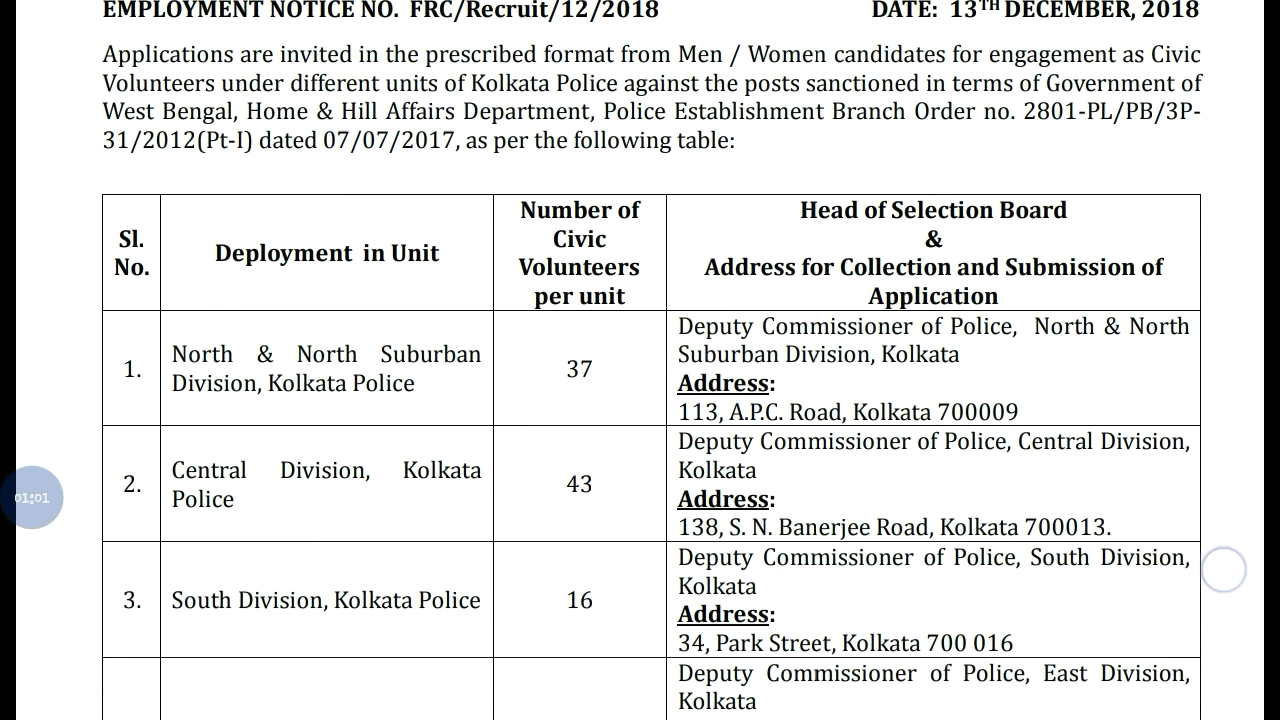 EMPLOYMENT NOTICE NO. FRC/Recruit/12/2018 DATE: 13TH DECEMBER, 2018
Applications are invited in the prescribed format from Men / Women candidates for engagement as Civic
Volunteers under different units of Kolkata Police against the posts sanctioned in terms of Government of
West Bengal, Home & Hill Affairs Department, Police Establishment Branch Order no. 2801-PL/PB/3P-
31/2012(Pt-I) dated 07/07/2017, as per the following table:
Sl.
No.
Deployment in Unit
Number of
Civic
Volunteers
per unit
Head of Selection Board
&
Address for Collection and Submission of
Application
1.
North & North Suburban
Division, Kolkata Police
37
Deputy Commissioner of Police, North & North
Suburban Division, Kolkata
Address:
113, A.P.C. Road, Kolkata 700009
2.
Central Division, Kolkata
Police
43
Deputy Commissioner of Police, Central Division,
Kolkata
Address:
138, S. N. Banerjee Road, Kolkata 700013.
3.
South Division, Kolkata Police
16
Deputy Commissioner of Police, South Division,
Kolkata
Address:
34, Park Street, Kolkata 700 016
Deputy Commissioner of Police, East Division,
Kolkata
01:01